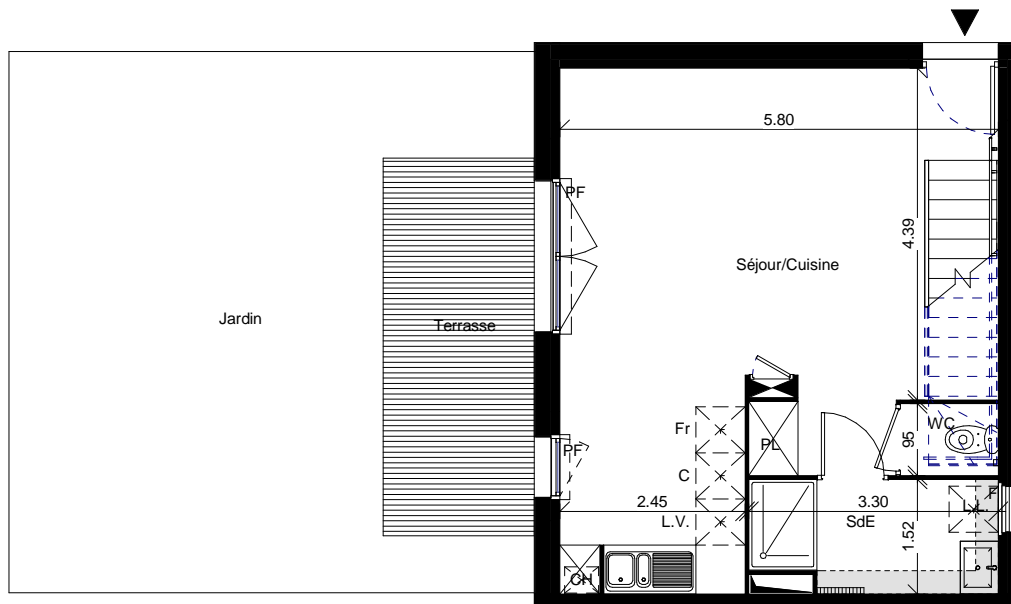 5.80
PF
4.39
Séjour/Cuisine
Jardin
Terrasse
WC
Fr
PL
95
PF
C
2.45
3.30
L.V.
SdE
L.L.
F
1.52
CH